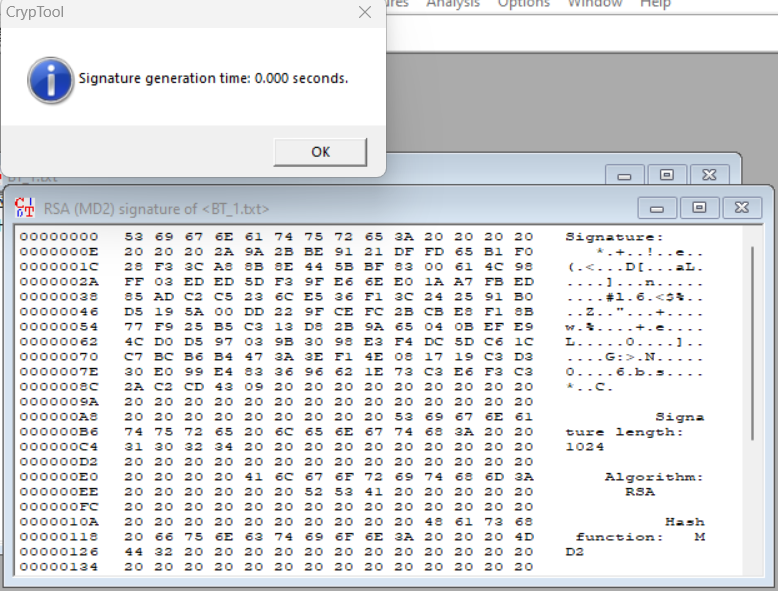 CrypTool
Analysis Options Window Help
Signature generation time: 0.000 seconds.
OK
BT_1.txt
RSA (MD2) signature of <BT_1.txt>
00000000 53 69 67 6E 61 74 75 72 65 3A 20 20 20 20 Signature:
0000000E 20 20 20 2A 9A 2B BE 91 21 DF FD 65 B1 F0 *.+..!..e..
0000001C 28 F3 3C A8 8B 8E 44 5B BF 83 00 61 4C 98 (.<...D[...aL.
0000002A FF 03 ED ED 5D F3 9F E6 6E E0 1A A7 FB ED ....]...n.....
00000038 85 AD C2 C5 23 6C E5 36 F1 3C 24 25 91 B0 ....#l.6.<$%..
00000046 D5 19 5A 00 DD 22 9F CE FC 2B CB E8 F1 8B ..Z.."...+....
00000054 77 F9 25 B5 C3 13 D8 2B 9A 65 04 0B EF E9 w.%....+.e....
00000062 4C D0 D5 97 03 9B 30 98 E3 F4 DC 5D C6 1C L.....0....]..
00000070 C7 BC B6 B4 47 3A 3E F1 4E 08 17 19 C3 D3 ....G:>.N.....
0000007E 30 E0 99 E4 83 36 96 62 1E 73 C3 E6 F3 C3 0....6.b.s....
0000008C 2A C2 CD 43 09 20 20 20 20 20 20 20 20 20 *..C.
0000009A 20 20 20 20 20 20 20 20 20 20 20 20 20 20
000000A8 20 20 20 20 20 20 20 20 20 53 69 67 6E 61 Signa
000000B6 74 75 72 65 20 6C 65 6E 67 74 68 3A 20 20 ture length:
000000C4 31 30 32 34 20 20 20 20 20 20 20 20 20 20 1024
000000D2 20 20 20 20 20 20 20 20 20 20 20 20 20 20
000000E0 20 20 20 20 41 6C 67 6F 72 69 74 68 6D 3A Algorithm:
000000EE 20 20 20 20 20 20 52 53 41 20 20 20 20 20 RSA
000000FC 20 20 20 20 20 20 20 20 20 20 20 20 20 20
0000010A 20 20 20 20 20 20 20 20 20 20 48 61 73 68 Hash
00000118 20 66 75 6E 63 74 69 6F 6E 3A 20 20 20 4D function: M
00000126 44 32 20 20 20 20 20 20 20 20 20 20 20 20 D2
00000134 20 20 20 20 20 20 20 20 20 20 20 20 20 20